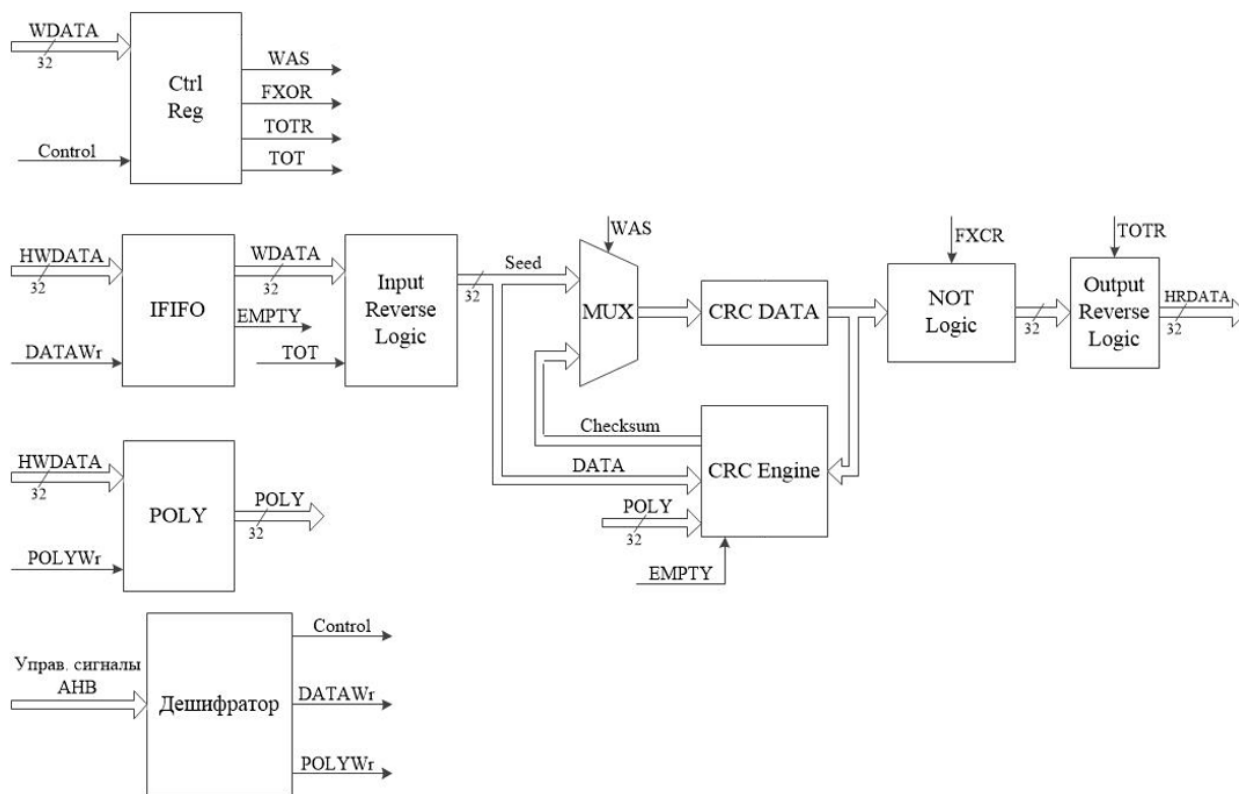 WDATA
32
Ctrl
Reg
WAS
FXOR
TOTR
TOT
Control
HWDATA
32
IFIFO
DATAWr
WDATA
32
EMPTY
TOT
Input
Reverse
Logic
32
Seed
WAS
MUX
CRC DATA
FXCR
NOT
Logic
32
TOTR
Output
Reverse
Logic
HRDATA
32
Checksum
DATA
POLY
32
EMPTY
CRC Engine
HWDATA
32
POLY
POLYWr
POLY
32
Управ. сигналы
AHB
Дешифратор
Control
DATAWr
POLYWr